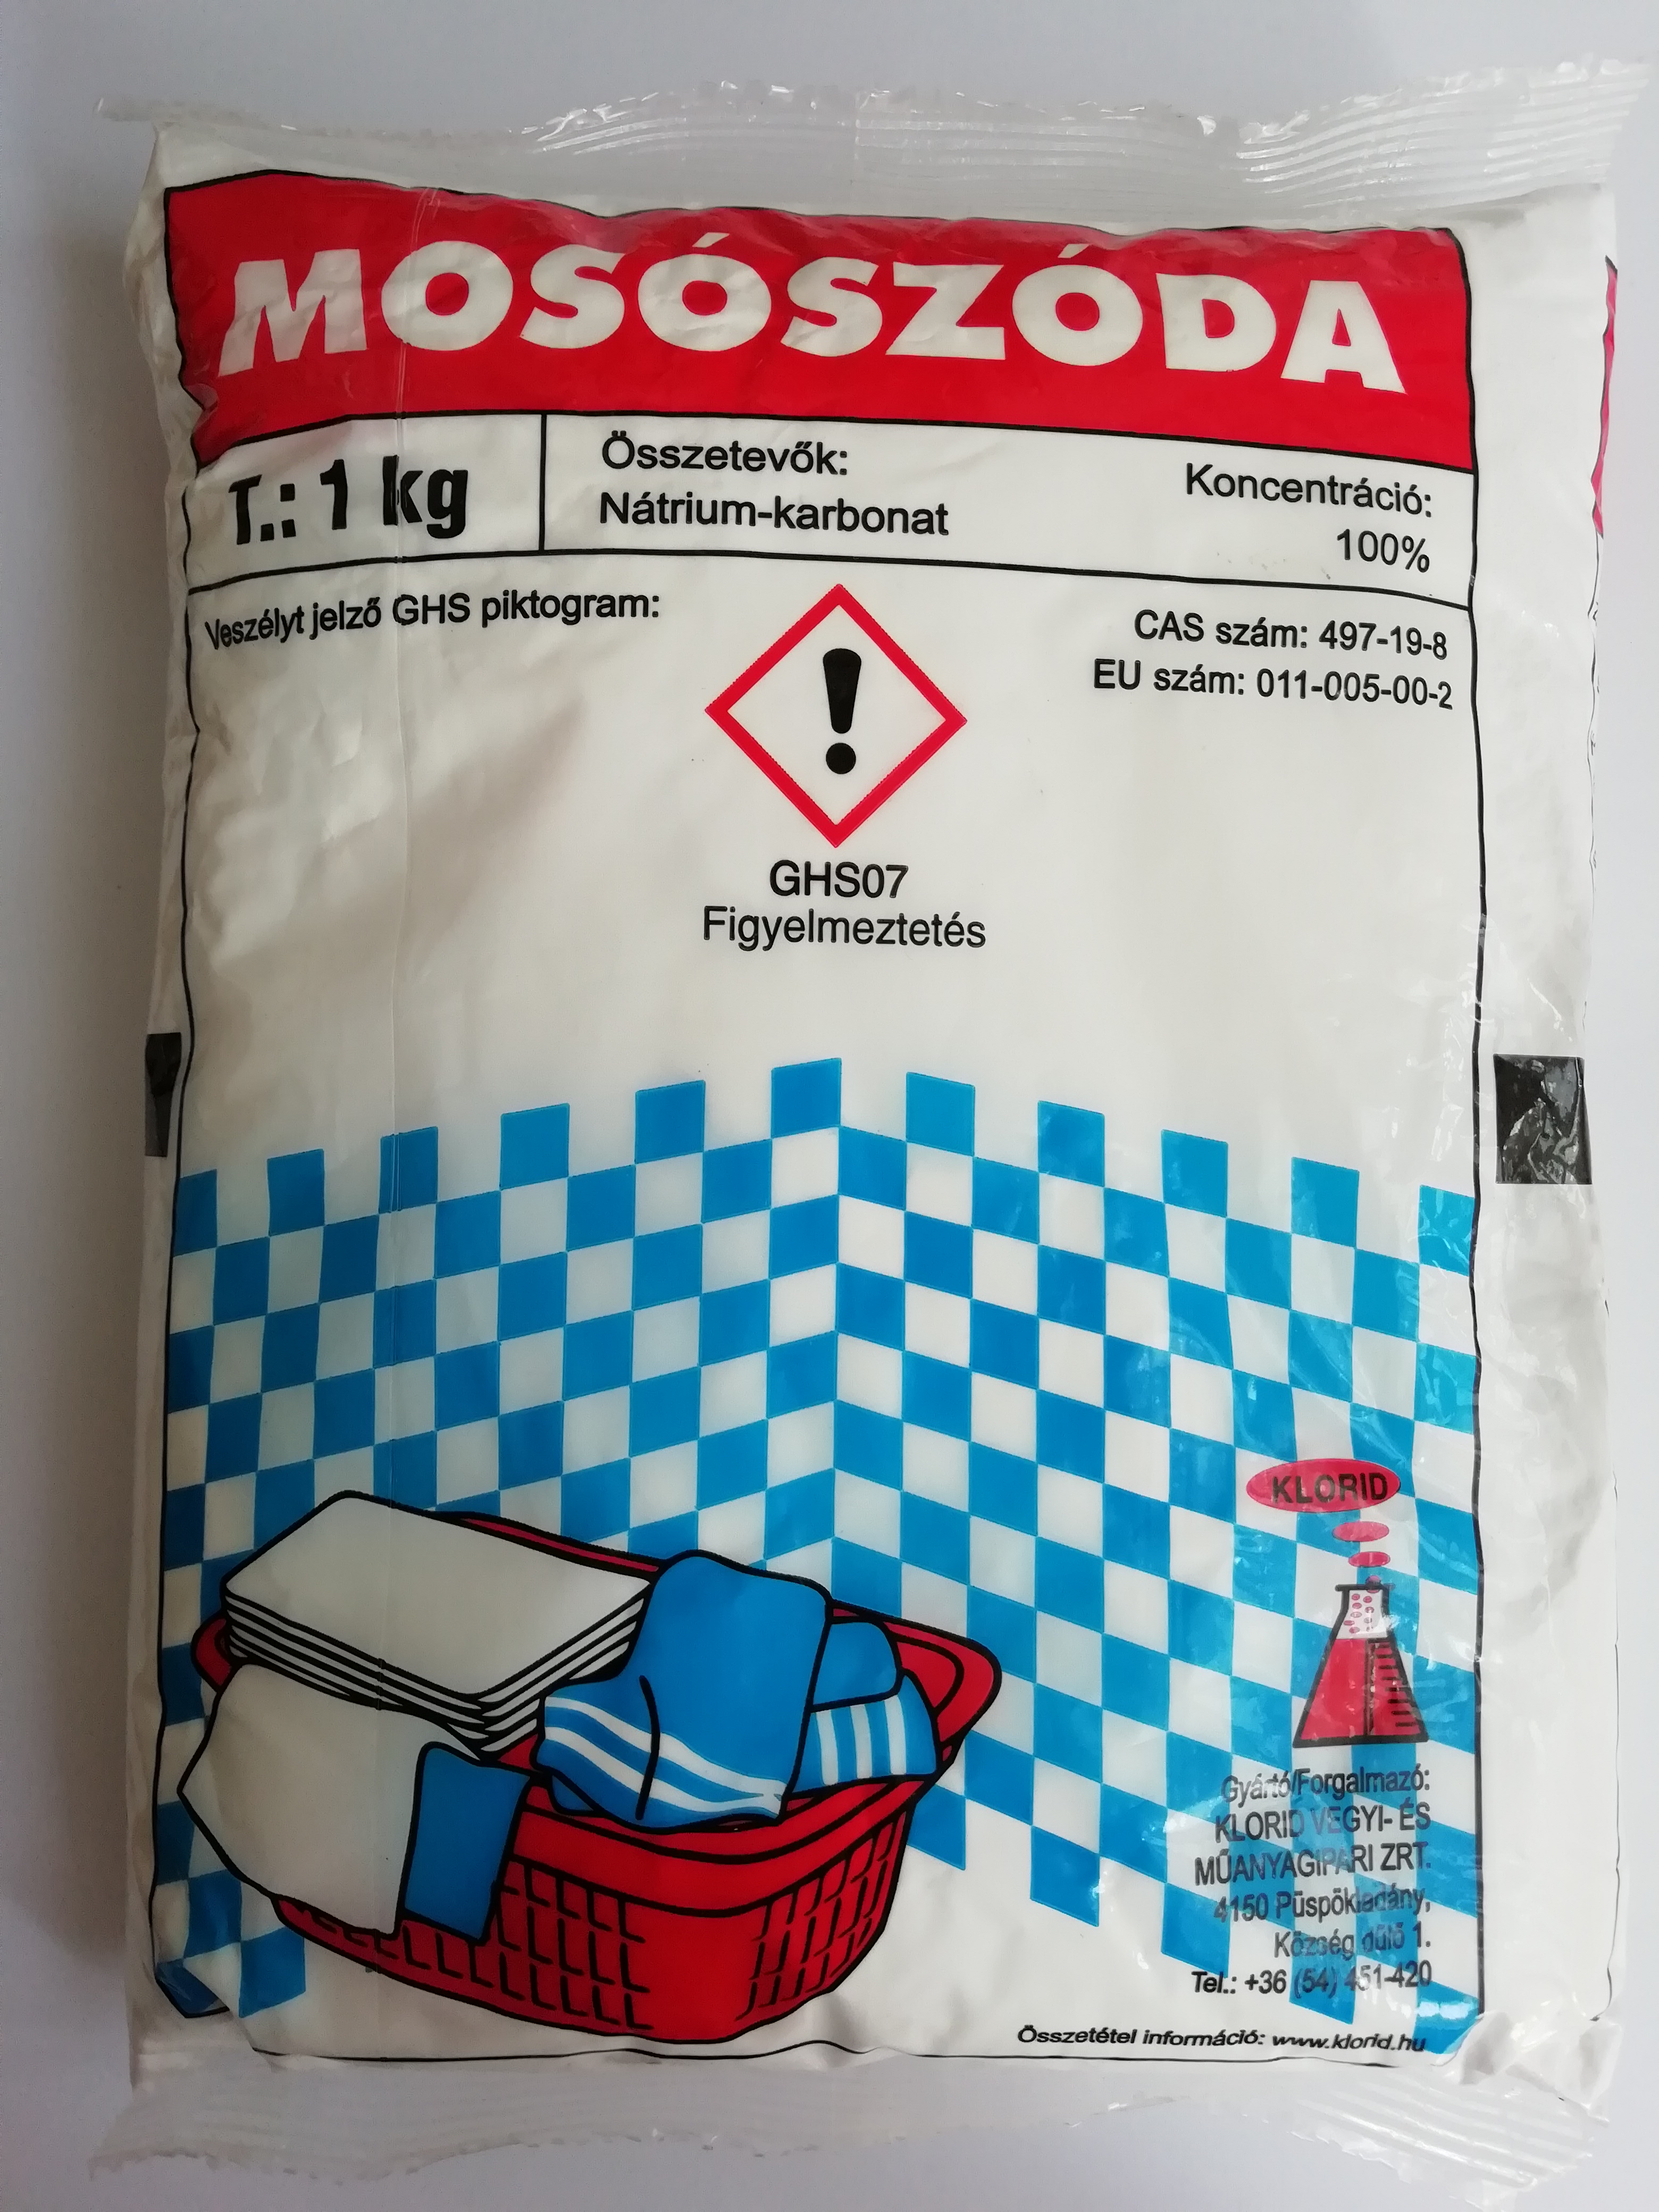 MOSÓSZÓDA
T.: 1 kg
Összetevők:
Nátrium-karbonat
Koncentráció:
100%
Veszélyt jelző GHS piktogram:
CAS szám: 497-19-8
EU szám: 011-005-00-2
GHS07
Figyelmeztetés
KLORID
Gyártó/Forgalmazó:
KLORID VEGYI- ÉS
MŰANYAGIPARI ZRT.
4150 Püspökladány,
Község dűlő 1.
Tel.: +36 (54) 451-420
Összetétel információ: www.klorid.hu